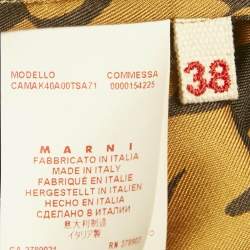 MODELLO COMMESSA
CAMAK40A00TSA71 0000154225
38
MARNI
FABBRICATO IN ITALIA
MADE IN ITALY
FABRIQUÉ EN ITALIE
HERGESTELLT IN ITALIEN
HECHO EN ITALIA
СДЕЛАНО В ИТАЛИИ
意大利制造
イタリア製